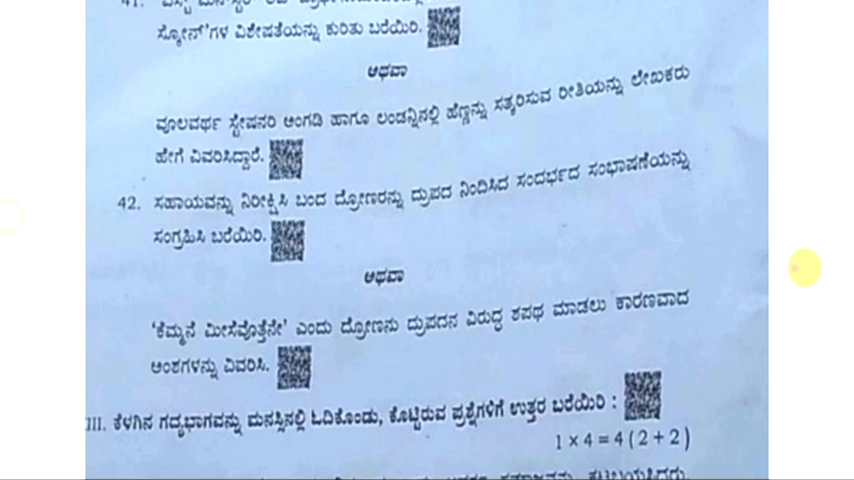 ಸ್ಕೋನ್'ಗಳ ವಿಶೇಷತೆಯನ್ನು ಕುರಿತು ಬರೆಯಿರಿ.
ಅಥವಾ
ವೂಲವರ್ಥ ಸ್ಟೇಷನರಿ ಅಂಗಡಿ ಹಾಗೂ ಲಂಡನ್ನಿನಲ್ಲಿ ಹೆಣ್ಣನ್ನು ಸತ್ಕರಿಸುವ ರೀತಿಯನ್ನು ಲೇಖಕರು
ಹೇಗೆ ವಿವರಿಸಿದ್ದಾರೆ.
42. ಸಹಾಯವನ್ನು ನಿರೀಕ್ಷಿಸಿ ಬಂದ ದ್ರೋಣರನ್ನು ದ್ರುಪದ ನಿಂದಿಸಿದ ಸಂದರ್ಭದ ಸಂಭಾಷಣೆಯನ್ನು
ಸಂಗ್ರಹಿಸಿ ಬರೆಯಿರಿ.
ಅಥವಾ
'ಕೆಮ್ಮನೆ ಮೀಸೆವೊತ್ತೆನೇ' ಎಂದು ದ್ರೋಣನು ದ್ರುಪದನ ವಿರುದ್ಧ ಶಪಥ ಮಾಡಲು ಕಾರಣವಾದ
ಅಂಶಗಳನ್ನು ವಿವರಿಸಿ.
III. ಕೆಳಗಿನ ಗದ್ಯಭಾಗವನ್ನು ಮನಸ್ಸಿನಲ್ಲಿ ಓದಿಕೊಂಡು, ಕೊಟ್ಟಿರುವ ಪ್ರಶ್ನೆಗಳಿಗೆ ಉತ್ತರ ಬರೆಯಿರಿ :
1 × 4 = 4 ( 2 + 2 )